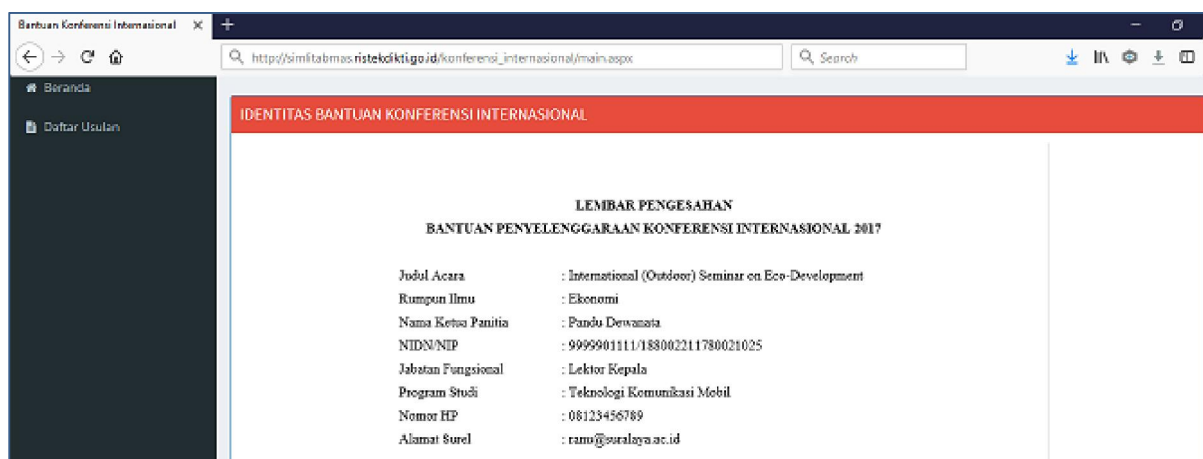 Bantuan Konferensi Internasional
http://simlitabmas.ristekdikti.go.id/konferensi_internasional/main.aspx
Search
Beranda
Daftar Usulan
IDENTITAS BANTUAN KONFERENSI INTERNASIONAL
LEMBAR PENGESAHAN
BANTUAN PENYELENGGARAAN KONFERENSI INTERNASIONAL 2017
Judul Acara : International (Outdoor) Seminar on Eco-Development
Rumpun Ilmu : Ekonomi
Nama Ketua Panitia : Pandu Dewanata
NIDN/NIP : 9999901111/188002211780021025
Jabatan Fungsional : Lektor Kepala
Program Studi : Teknologi Komunikasi Mobil
Nomor HP : 08123456789
Alamat Surel : ranu@suralaya.ac.id